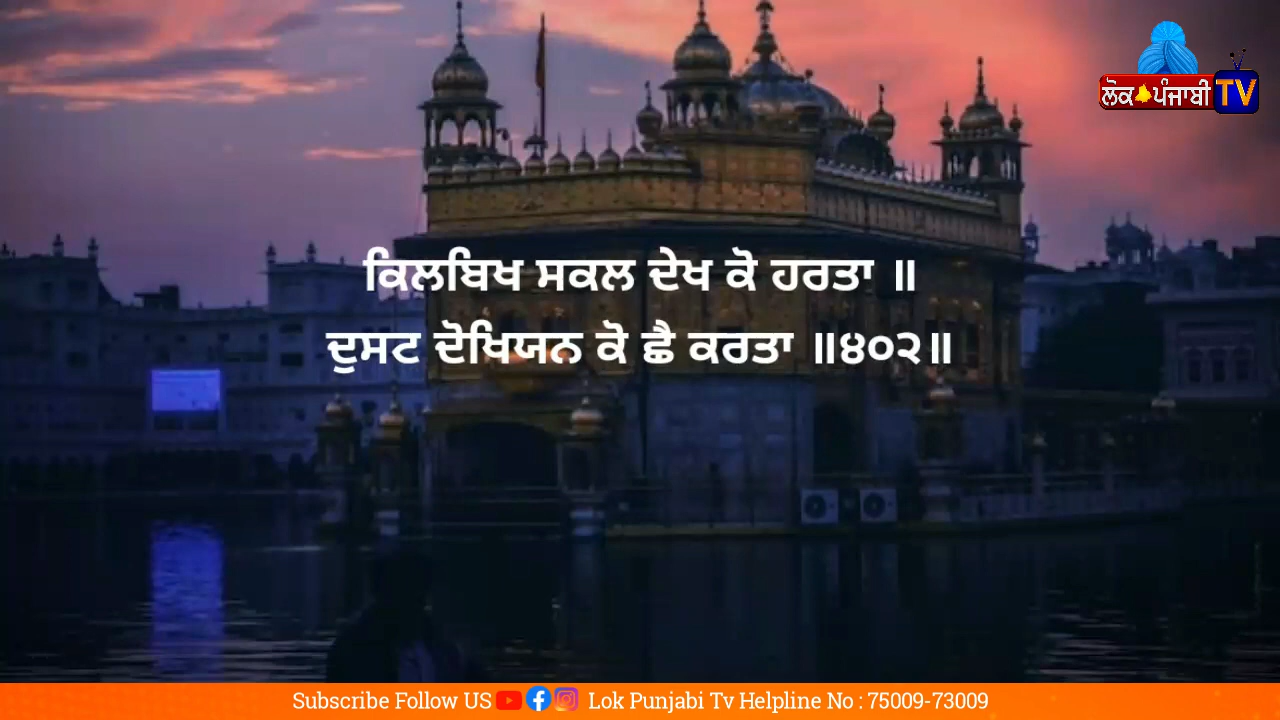 ਲੋਕ ਪੰਜਾਬੀ TV
ਕਿਲਬਿਖ ਸਕਲ ਦੇਖ ਕੋ ਹਰਤਾ ॥
ਦੁਸਟ ਦੋਖਿਯਨ ਕੋ ਛੈ ਕਰਤਾ ॥੪੦੨॥
Subscribe Follow US Lok Punjabi Tv Helpline No : 75009-73009